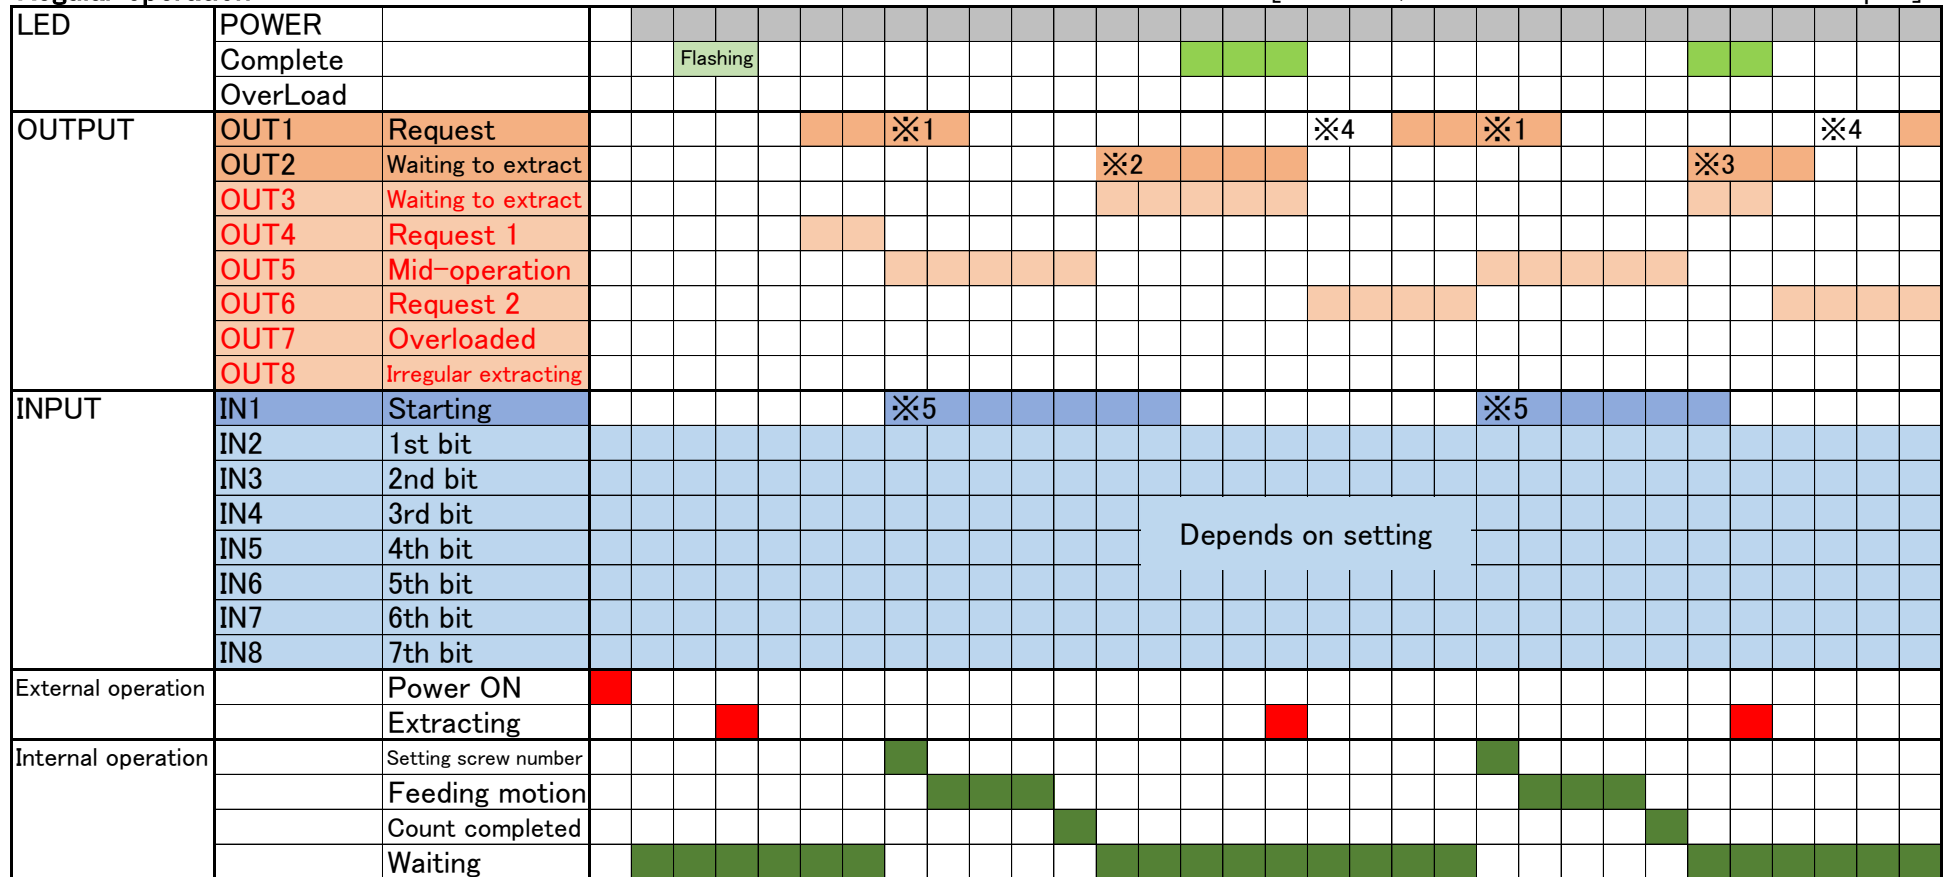 LED POWER
Complete Flashing
OverLoad
OUTPUT OUT1 Request ※1 ※4 ※1 ※4
OUT2 Waiting to extract ※2 ※3
OUT3 Waiting to extract
OUT4 Request 1
OUT5 Mid-operation
OUT6 Request 2
OUT7 Overloaded
OUT8 Irregular extracting
INPUT IN1 Starting ※5 ※5
IN2 1st bit
IN3 2nd bit
IN4 3rd bit
IN5 4th bit
Depends on setting
IN6 5th bit
IN7 6th bit
IN8 7th bit
External operation Power ON
Extracting
Internal operation Setting screw number
Feeding motion
Count completed
Waiting